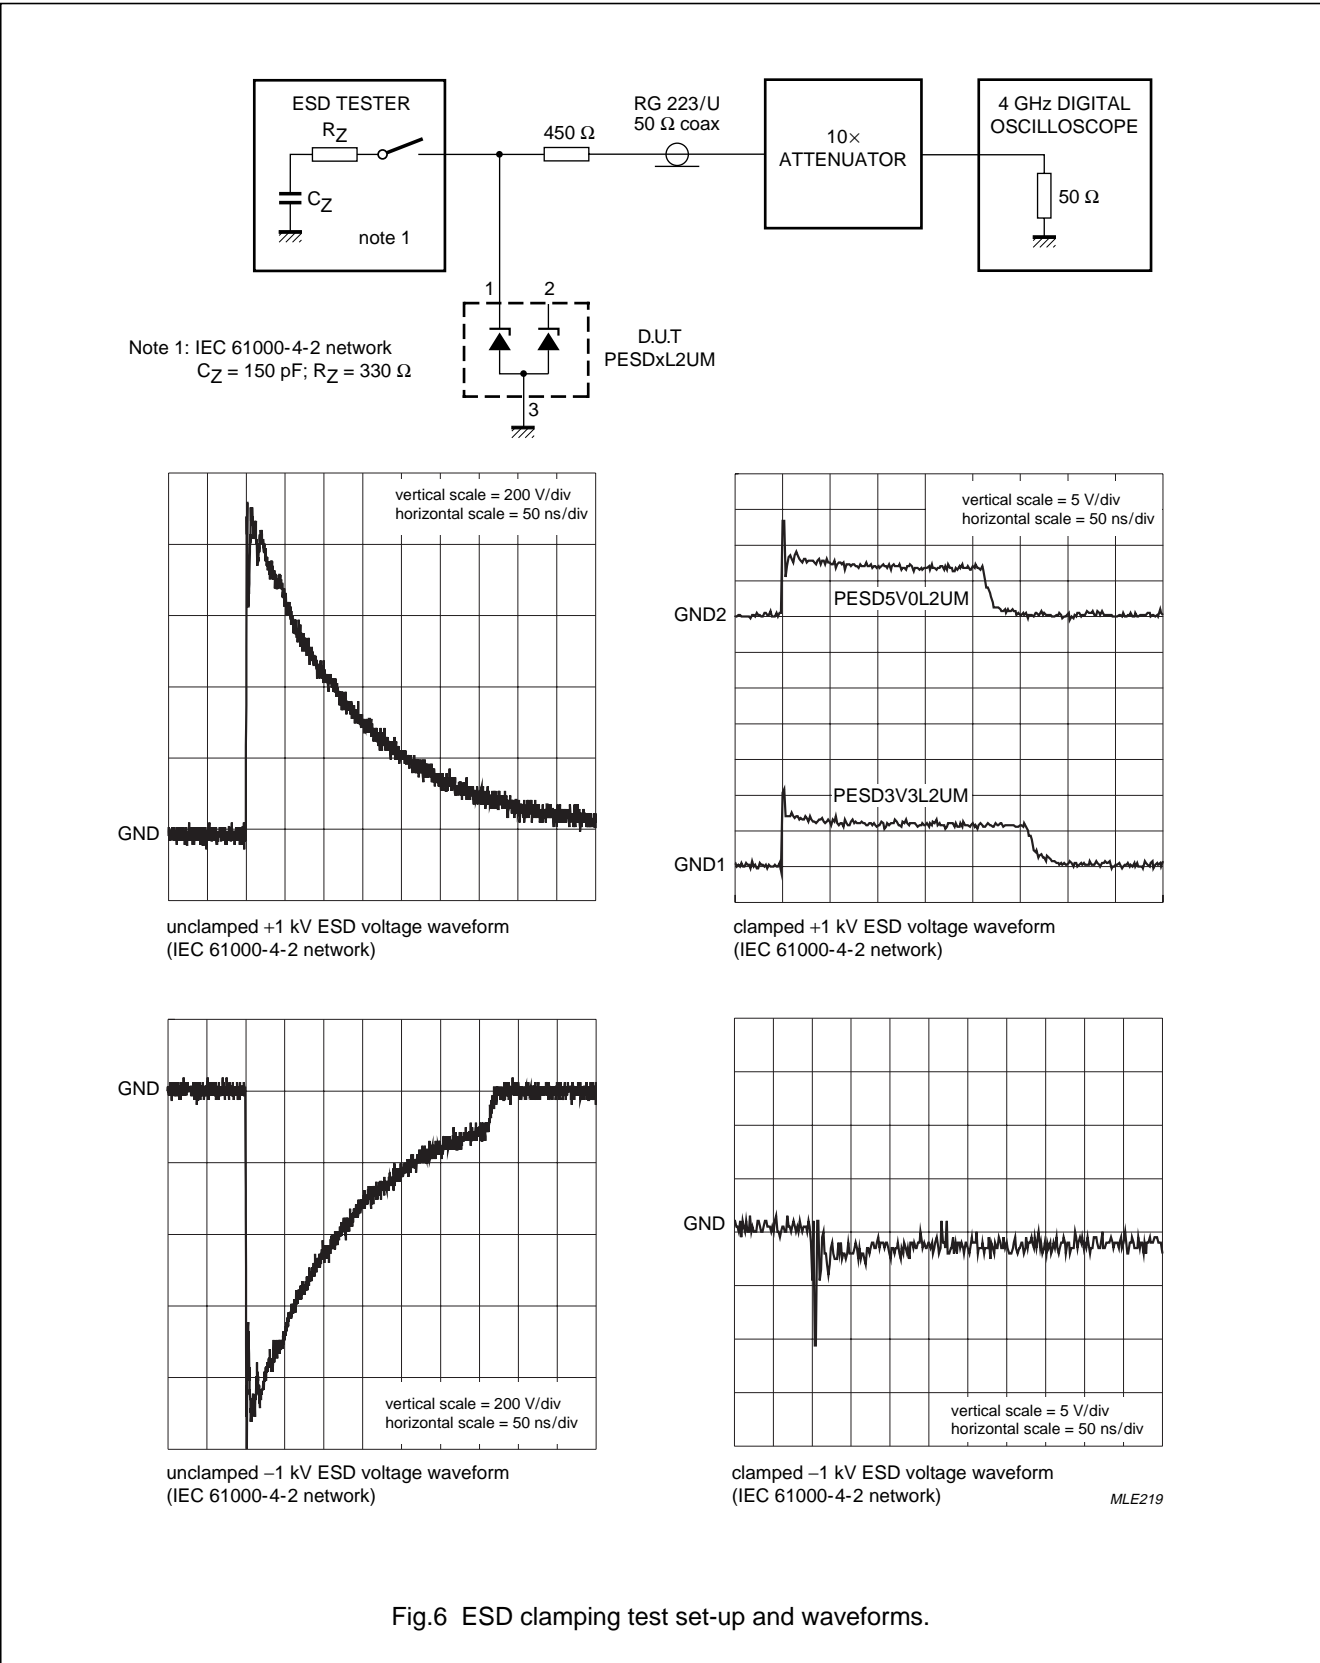 ESD TESTER
RZ
CZ
note 1
450 Ω
RG 223/U
50 Ω coax
10×
ATTENUATOR
4 GHz DIGITAL
OSCILLOSCOPE
50 Ω
1
2
3
D.U.T
PESDxL2UM
Note 1: IEC 61000-4-2 network
CZ = 150 pF; RZ = 330 Ω
vertical scale = 200 V/div
horizontal scale = 50 ns/div
GND
unclamped +1 kV ESD voltage waveform
(IEC 61000-4-2 network)
vertical scale = 5 V/div
horizontal scale = 50 ns/div
GND2
PESD5V0L2UM
PESD3V3L2UM
GND1
clamped +1 kV ESD voltage waveform
(IEC 61000-4-2 network)
GND
vertical scale = 200 V/div
horizontal scale = 50 ns/div
unclamped −1 kV ESD voltage waveform
(IEC 61000-4-2 network)
GND
vertical scale = 5 V/div
horizontal scale = 50 ns/div
clamped −1 kV ESD voltage waveform
(IEC 61000-4-2 network)
MLE219
Fig.6 ESD clamping test set-up and waveforms.